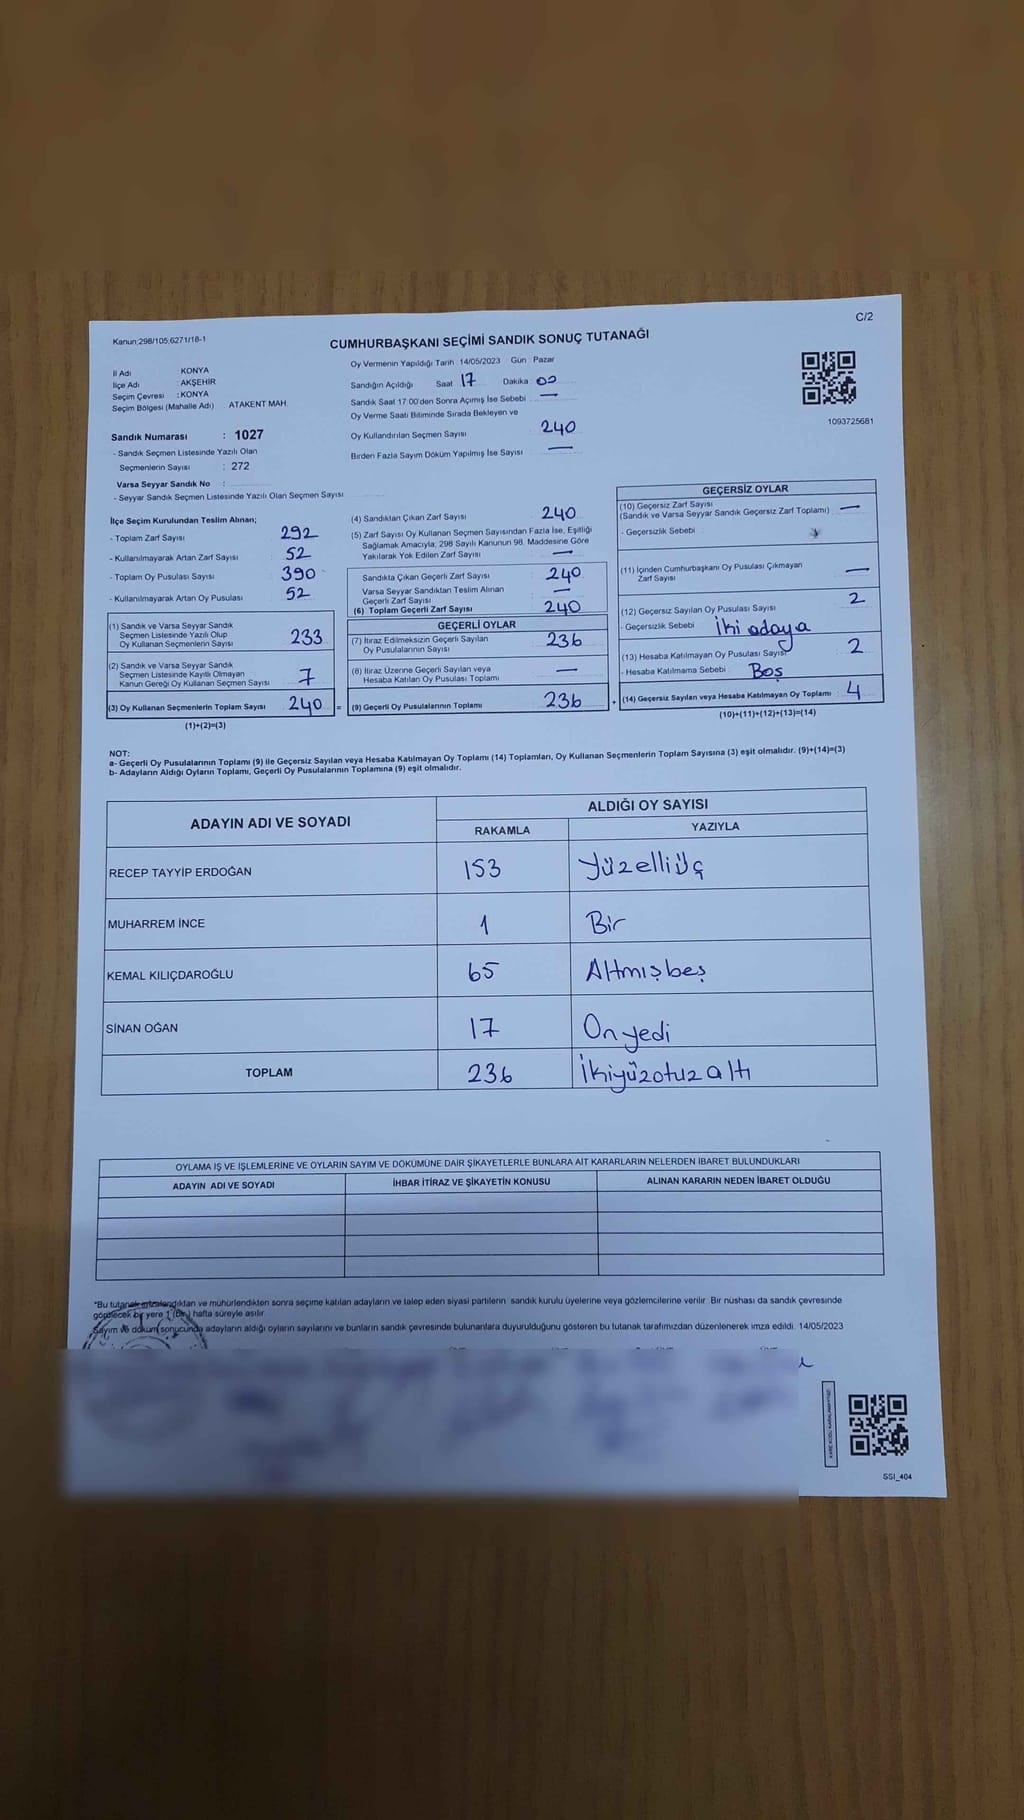 C/2
Kanun;298/105;6271/18-1
CUMHURBAŞKANI SEÇİMİ SANDIK SONUÇ TUTANAĞI
İl Adı : KONYA
İlçe Adı : AKŞEHİR
Seçim Çevresi : KONYA
Seçim Bölgesi (Mahalle Adı) ATAKENT MAH.
Sandık Numarası : 1027
- Sandık Seçmen Listesinde Yazılı Olan
Seçmenlerin Sayısı : 272
Varsa Seyyar Sandık No :
- Seyyar Sandık Seçmen Listesinde Yazılı Olan Seçmen Sayısı
Oy Vermenin Yapıldığı Tarih : 14/05/2023 Gün : Pazar
Sandığın Açıldığı Saat 17 Dakika 00
Sandık Saat 17:00'den Sonra Açımış İse Sebebi —
Oy Verme Saati Bitiminde Sırada Bekleyen ve
Oy Kullandırılan Seçmen Sayısı 240
Birden Fazla Sayım Döküm Yapılmış İse Sayısı —
1093725681
İlçe Seçim Kurulundan Teslim Alınan;
- Toplam Zarf Sayısı : 292
- Kullanılmayarak Artan Zarf Sayısı : 52
- Toplam Oy Pusulası Sayısı : 390
- Kullanılmayarak Artan Oy Pusulası : 52
(1) Sandık ve Varsa Seyyar Sandık
Seçmen Listesinde Yazılı Olup
Oy Kullanan Seçmenlerin Sayısı : 233
(2) Sandık ve Varsa Seyyar Sandık
Seçmen Listesinde Kayıtlı Olmayan
Kanun Gereği Oy Kullanan Seçmen Sayısı : 7
(3) Oy Kullanan Seçmenlerin Toplam Sayısı : 240 =
(1)+(2)=(3)
(4) Sandıktan Çıkan Zarf Sayısı : 240
(5) Zarf Sayısı Oy Kullanan Seçmen Sayısından Fazla İse, Eşitliği
Sağlamak Amacıyla, 298 Sayılı Kanunun 98. Maddesine Göre
Yakılarak Yok Edilen Zarf Sayısı : —
Sandıkta Çıkan Geçerli Zarf Sayısı : 240
Varsa Seyyar Sandıktan Teslim Alınan
Geçerli Zarf Sayısı : —
(6) Toplam Geçerli Zarf Sayısı : 240
GEÇERLİ OYLAR
(7) İtiraz Edilmeksizin Geçerli Sayılan
Oy Pusulalarının Sayısı : 236
(8) İtiraz Üzerine Geçerli Sayılan veya
Hesaba Katılan Oy Pusulası Toplamı : —
(9) Geçerli Oy Pusulalarının Toplamı : 236 +
GEÇERSİZ OYLAR
(10) Geçersiz Zarf Sayısı
(Sandık ve Varsa Seyyar Sandık Geçersiz Zarf Toplamı) : —
- Geçersizlik Sebebi :
(11) İçinden Cumhurbaşkanı Oy Pusulası Çıkmayan
Zarf Sayısı : —
(12) Geçersiz Sayılan Oy Pusulası Sayısı : 2
- Geçersizlik Sebebi : İki adaya
(13) Hesaba Katılmayan Oy Pusulası Sayısı : 2
- Hesaba Katılmama Sebebi : Boş
(14) Geçersiz Sayılan veya Hesaba Katılmayan Oy Toplamı : 4
(10)+(11)+(12)+(13)=(14)
NOT:
a- Geçerli Oy Pusulalarının Toplamı (9) ile Geçersiz Sayılan veya Hesaba Katılmayan Oy Toplamı (14) Toplamları, Oy Kullanan Seçmenlerin Toplam Sayısına (3) eşit olmalıdır. (9)+(14)=(3)
b- Adayların Aldığı Oyların Toplamı, Geçerli Oy Pusulalarının Toplamına (9) eşit olmalıdır.
ADAYIN ADI VE SOYADI ALDIĞI OY SAYISI
RAKAMLA YAZIYLA
RECEP TAYYİP ERDOĞAN 153 Yüzelliüç
MUHARREM İNCE 1 Bir
KEMAL KILIÇDAROĞLU 65 Altmışbeş
SİNAN OĞAN 17 Onyedi
TOPLAM 236 İkiyüzotuzaltı
OYLAMA İŞ VE İŞLEMLERİNE VE OYLARIN SAYIM VE DÖKÜMÜNE DAİR ŞİKAYETLERLE BUNLARA AİT KARARLARIN NELERDEN İBARET BULUNDUKLARI
ADAYIN ADI VE SOYADI İHBAR İTİRAZ VE ŞİKAYETİN KONUSU ALINAN KARARIN NEDEN İBARET OLDUĞU
*Bu tutanak imzalandıktan ve mühürlendikten sonra seçime katılan adayların ve talep eden siyasi partilerin sandık kurulu üyelerine veya gözlemcilerine verilir. Bir nüshası da sandık çevresinde
görülecek bir yere 1 (Bir) hafta süreyle asılır.
Sayım ve döküm sonucunda adayların aldığı oyların sayılarını ve bunların sandık çevresinde bulunanlara duyurulduğunu gösteren bu tutanak tarafımızdan düzenlenerek imza edildi. 14/05/2023
SSI_404